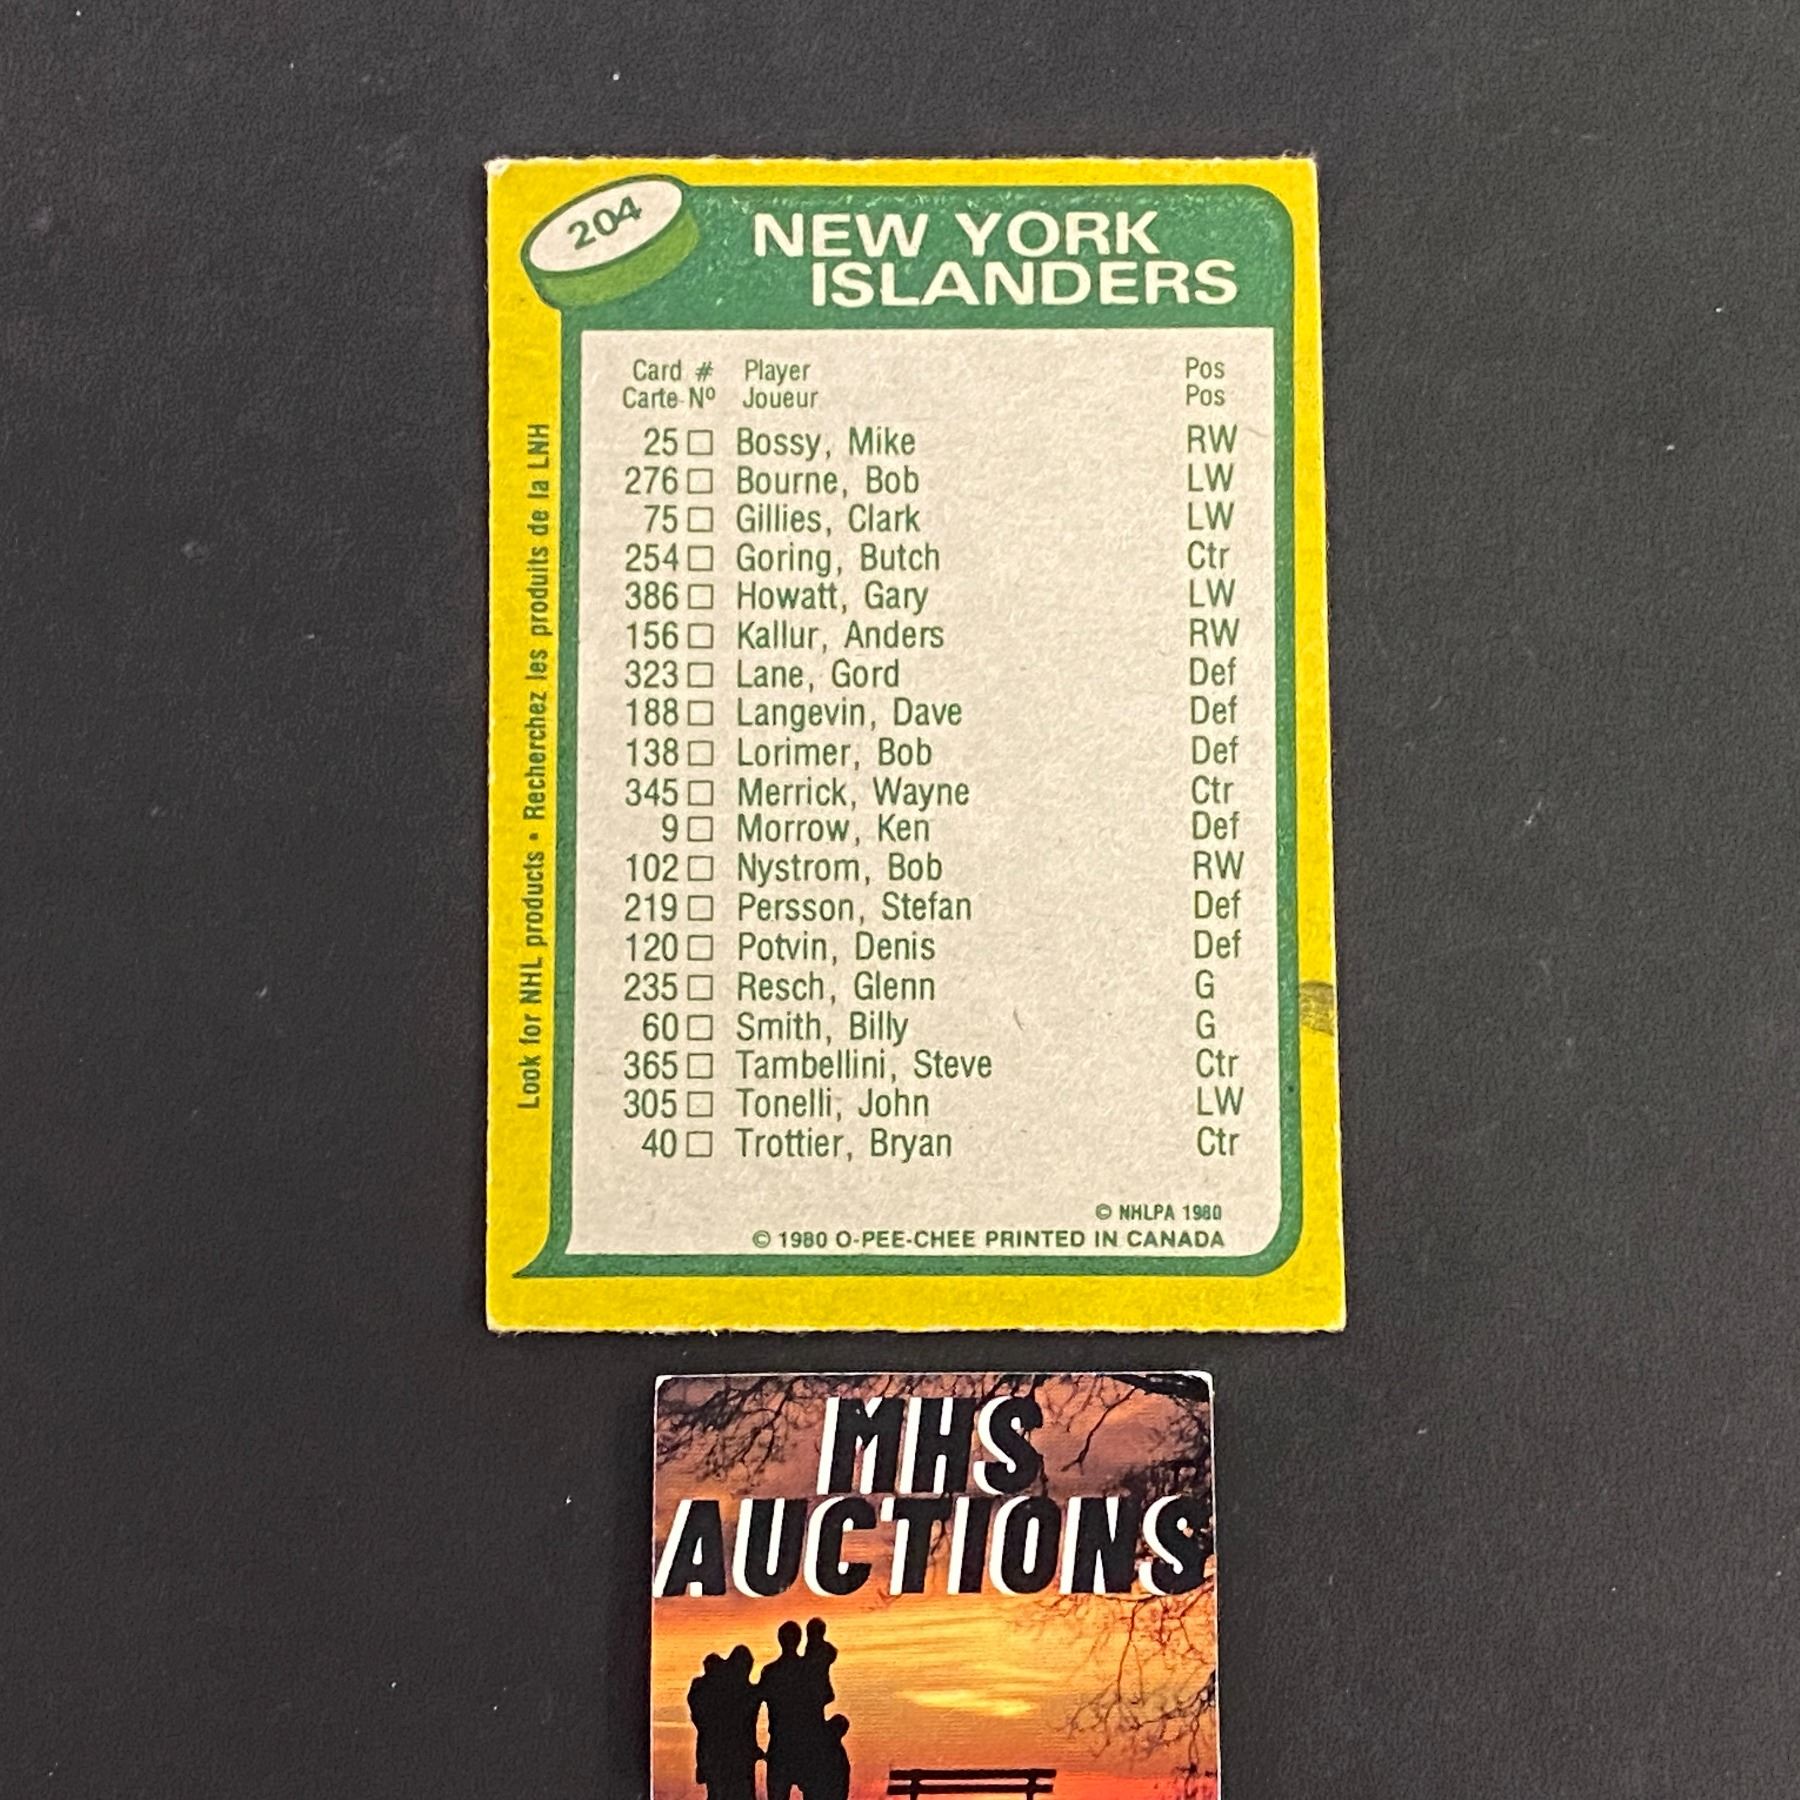 204
NEW YORK
ISLANDERS
Card # Player Pos
Carte Nº Joueur Pos
25 □ Bossy, Mike RW
276 □ Bourne, Bob LW
75 □ Gillies, Clark LW
254 □ Goring, Butch Ctr
386 □ Howatt, Gary LW
156 □ Kallur, Anders RW
323 □ Lane, Gord Def
188 □ Langevin, Dave Def
138 □ Lorimer, Bob Def
345 □ Merrick, Wayne Ctr
9 □ Morrow, Ken Def
102 □ Nystrom, Bob RW
219 □ Persson, Stefan Def
120 □ Potvin, Denis Def
235 □ Resch, Glenn G
60 □ Smith, Billy G
365 □ Tambellini, Steve Ctr
305 □ Tonelli, John LW
40 □ Trottier, Bryan Ctr
© NHLPA 1980
© 1980 O-PEE-CHEE PRINTED IN CANADA
Look for NHL products • Recherchez les produits de la LNH
MHS
AUCTIONS